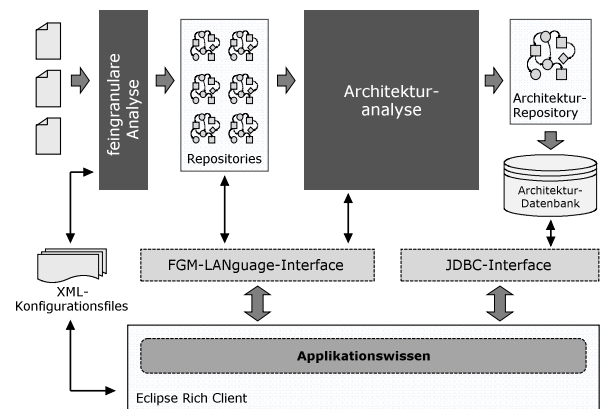 feingranulare
Analyse
Repositories
Architektur-
analyse
Architektur-
Repository
Architektur-
Datenbank
FGM-LANguage-Interface
JDBC-Interface
XML-
Konfigurationsfiles
Applikationswissen
Eclipse Rich Client